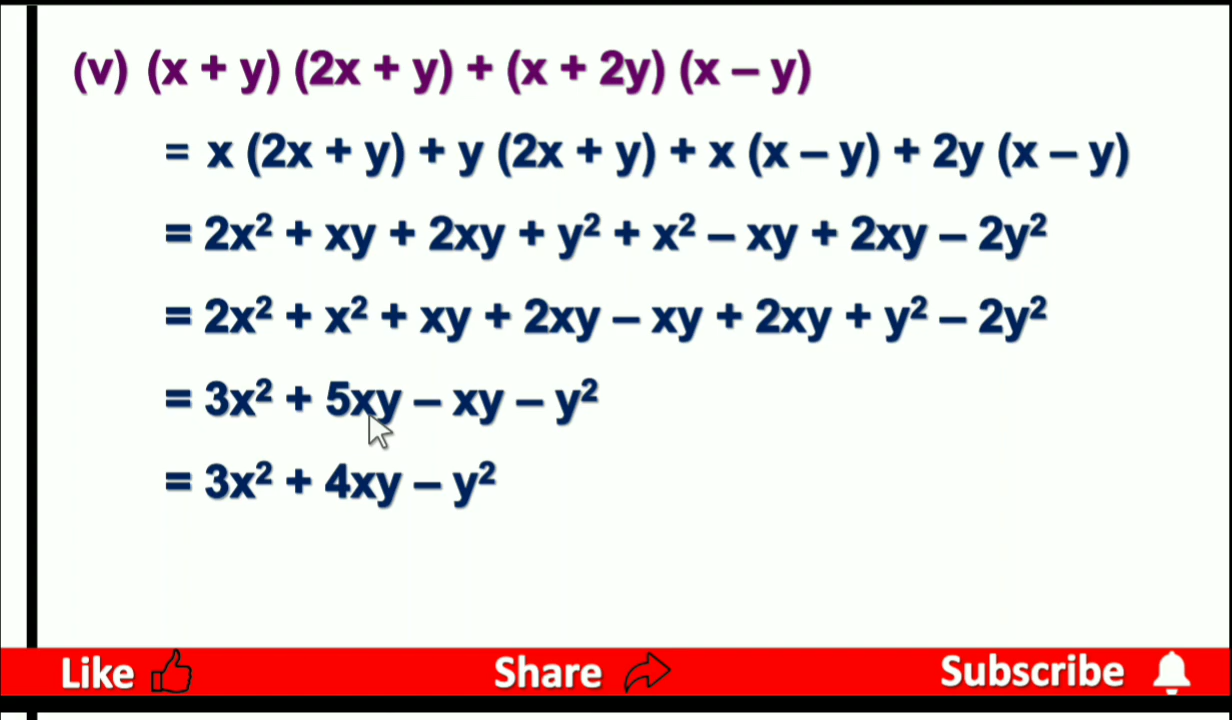 (v) (x + y) (2x + y) + (x + 2y) (x – y)
= x (2x + y) + y (2x + y) + x (x – y) + 2y (x – y)
= 2x² + xy + 2xy + y² + x² – xy + 2xy – 2y²
= 2x² + x² + xy + 2xy – xy + 2xy + y² – 2y²
= 3x² + 5xy – xy – y²
= 3x² + 4xy – y²
Like Share Subscribe